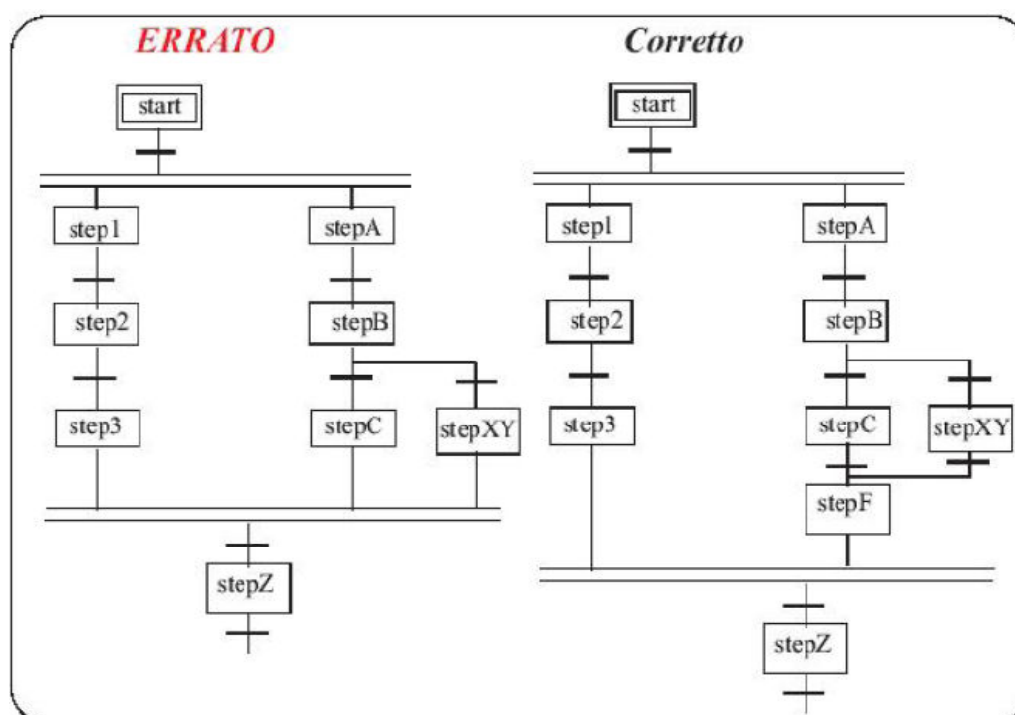 ERRATO
Corretto
start
start
step1
stepA
step1
stepA
step2
stepB
step2
stepB
step3
stepC
stepXY
step3
stepC
stepXY
stepF
stepZ
stepZ